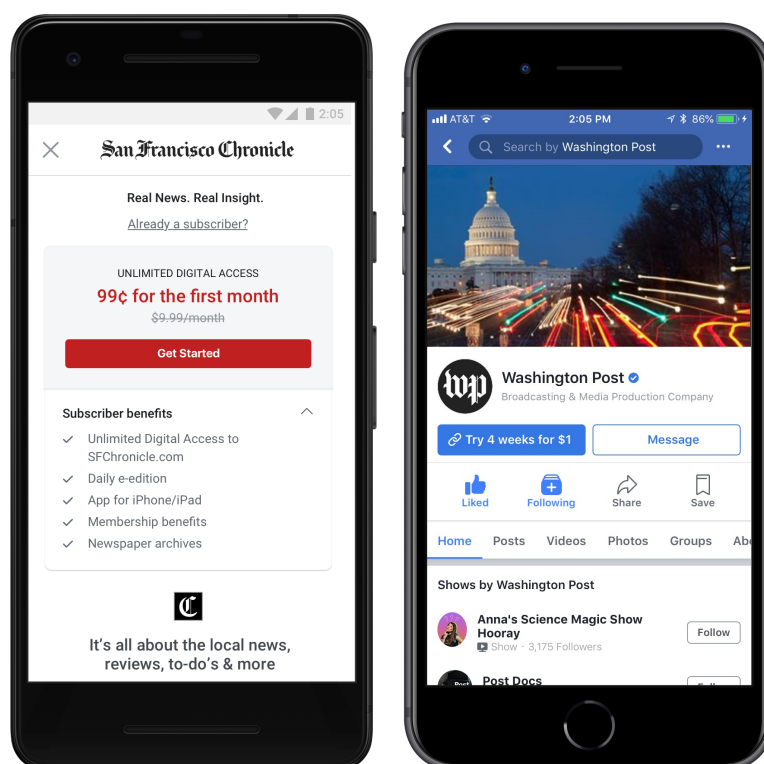 2:05
San Francisco Chronicle
Real News. Real Insight.
Already a subscriber?
UNLIMITED DIGITAL ACCESS
99¢ for the first month
$9.99/month
Get Started
Subscriber benefits
Unlimited Digital Access to
SFChronicle.com
Daily e-edition
App for iPhone/iPad
Membership benefits
Newspaper archives
C
It's all about the local news,
reviews, to-do's & more
AT&T 2:05 PM 86%
Search by Washington Post
wp
Washington Post
Broadcasting & Media Production Company
Try 4 weeks for $1 Message
Liked Following Share Save
Home Posts Videos Photos Groups Abo
Shows by Washington Post
Anna's Science Magic Show
Hooray
Follow
Show · 3,175 Followers
Post
Post Docs